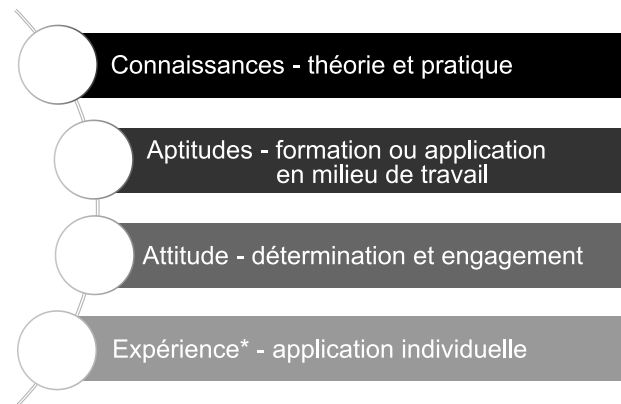 Connaissances - théorie et pratique
Aptitudes - formation ou application
en milieu de travail
Attitude - détermination et engagement
Expérience* - application individuelle